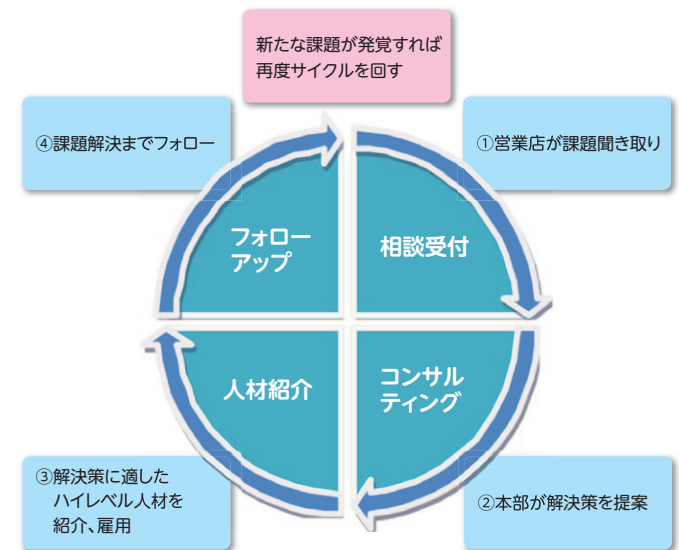 新たな課題が発覚すれば
再度サイクルを回す
④課題解決までフォロー
①営業店が課題聞き取り
フォロー
アップ
相談受付
人材紹介
コンサル
ティング
③解決策に適した
ハイレベル人材を
紹介、雇用
②本部が解決策を提案